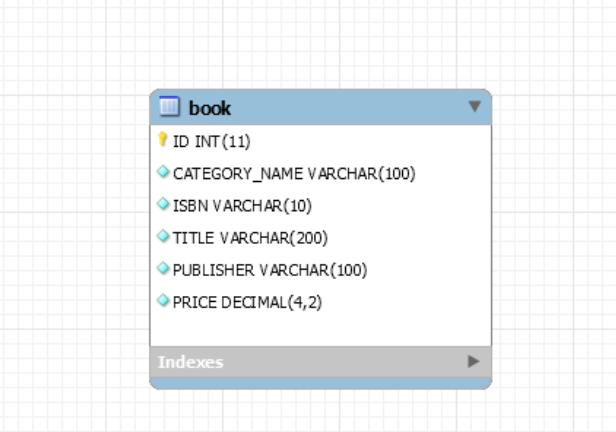 book
ID INT(11)
CATEGORY_NAME VARCHAR(100)
ISBN VARCHAR(10)
TITLE VARCHAR(200)
PUBLISHER VARCHAR(100)
PRICE DECIMAL(4,2)
Indexes